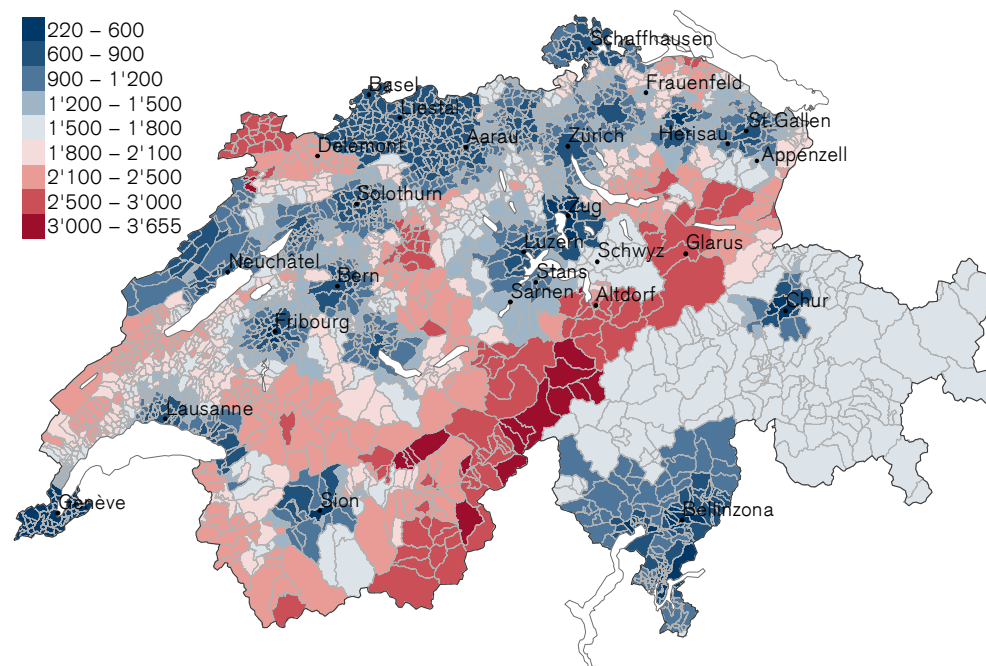 220 – 600
600 – 900
900 – 1'200
1'200 – 1'500
1'500 – 1'800
1'800 – 2'100
2'100 – 2'500
2'500 – 3'000
3'000 – 3'655
Schaffhausen
Basel
Frauenfeld
Liestal
St.Gallen
Delémont
Aarau
Zürich
Herisau
Appenzell
Solothurn
Zug
Neuchâtel
Luzern
Schwyz
Glarus
Bern
Stans
Sarnen
Altdorf
Chur
Fribourg
Lausanne
Genève
Sion
Bellinzona